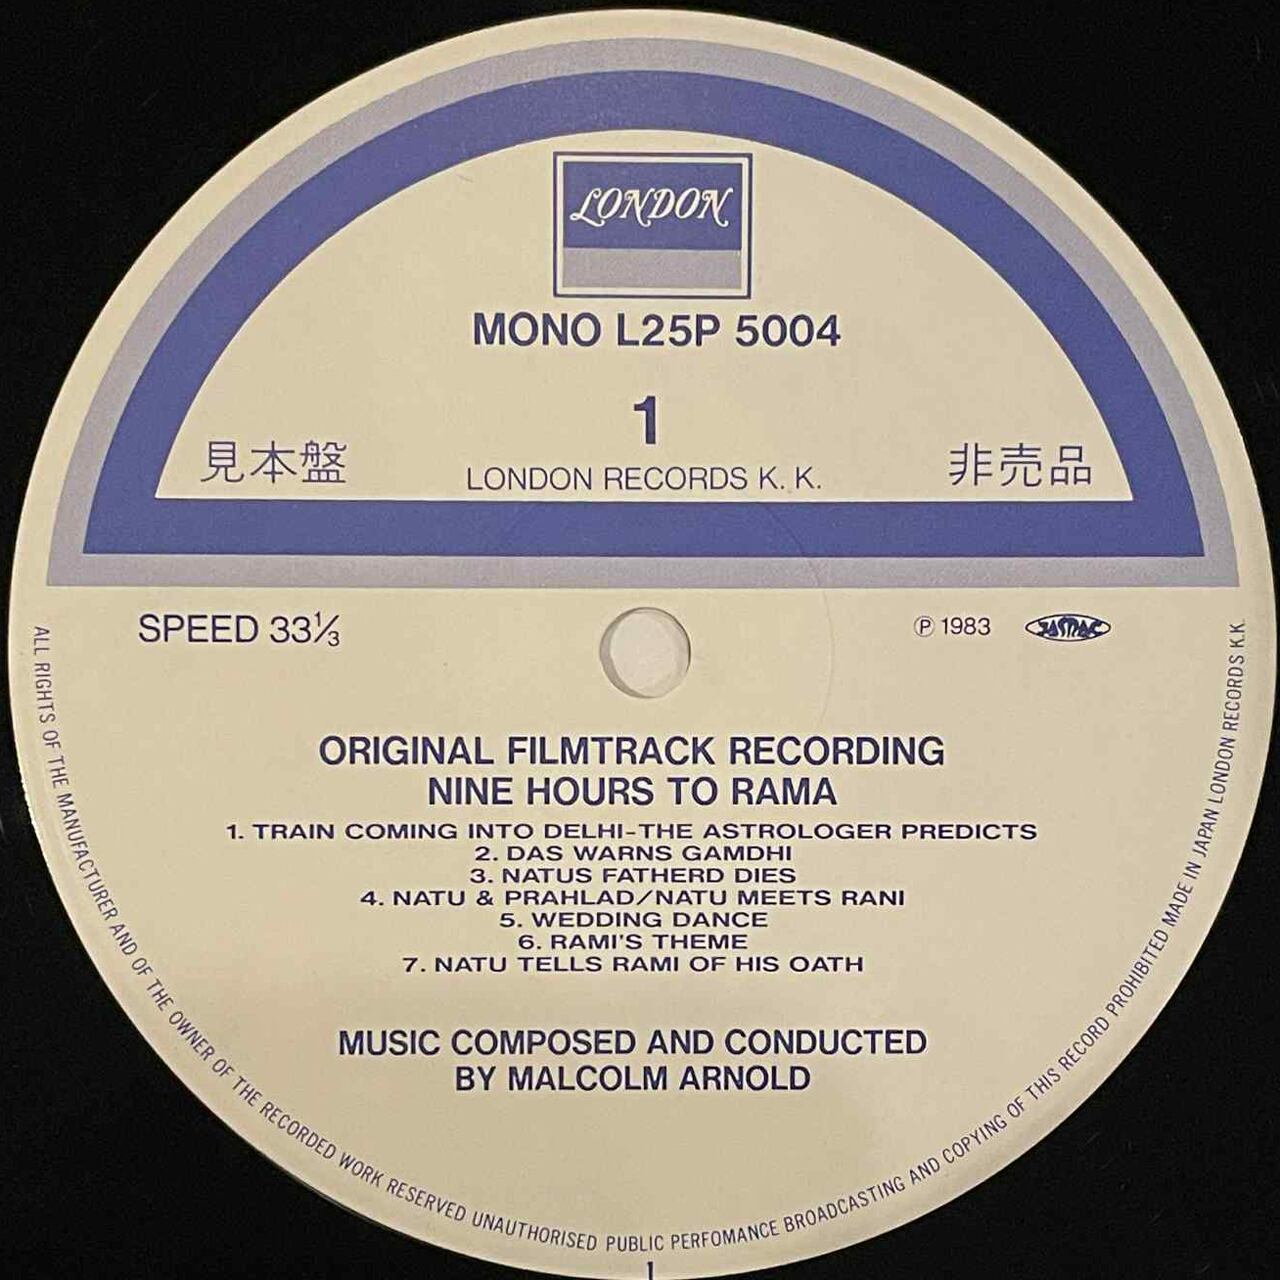 LONDON
MONO L25P 5004
1
見本盤
LONDON RECORDS K. K.
非売品
SPEED 33⅓
Ⓟ 1983
JASRAC
ORIGINAL FILMTRACK RECORDING
NINE HOURS TO RAMA
1. TRAIN COMING INTO DELHI-THE ASTROLOGER PREDICTS
2. DAS WARNS GAMDHI
3. NATUS FATHERD DIES
4. NATU & PRAHLAD/NATU MEETS RANI
5. WEDDING DANCE
6. RAMI'S THEME
7. NATU TELLS RAMI OF HIS OATH
MUSIC COMPOSED AND CONDUCTED
BY MALCOLM ARNOLD
ALL RIGHTS OF THE MANUFACTURER AND OF THE OWNER OF THE RECORDED WORK RESERVED UNAUTHORISED PUBLIC PERFOMANCE BROADCASTING AND COPYING OF THIS RECORD PROHIBITED MADE IN JAPAN LONDON RECORDS K.K.